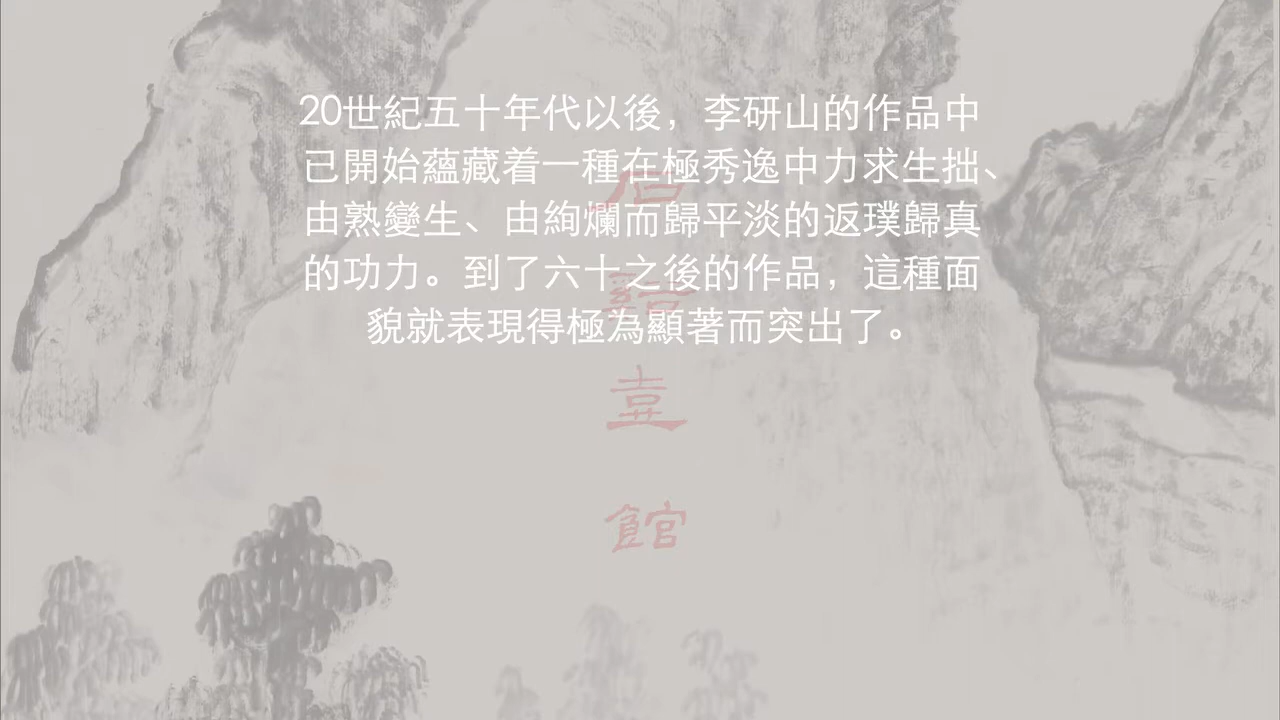 20世紀五十年代以後，李研山的作品中
已開始蘊藏着一種在極秀逸中力求生拙、
由熟變生、由絢爛而歸平淡的返璞歸真
的功力。到了六十之後的作品，這種面
貌就表現得極為顯著而突出了。
石
谿
壺
館